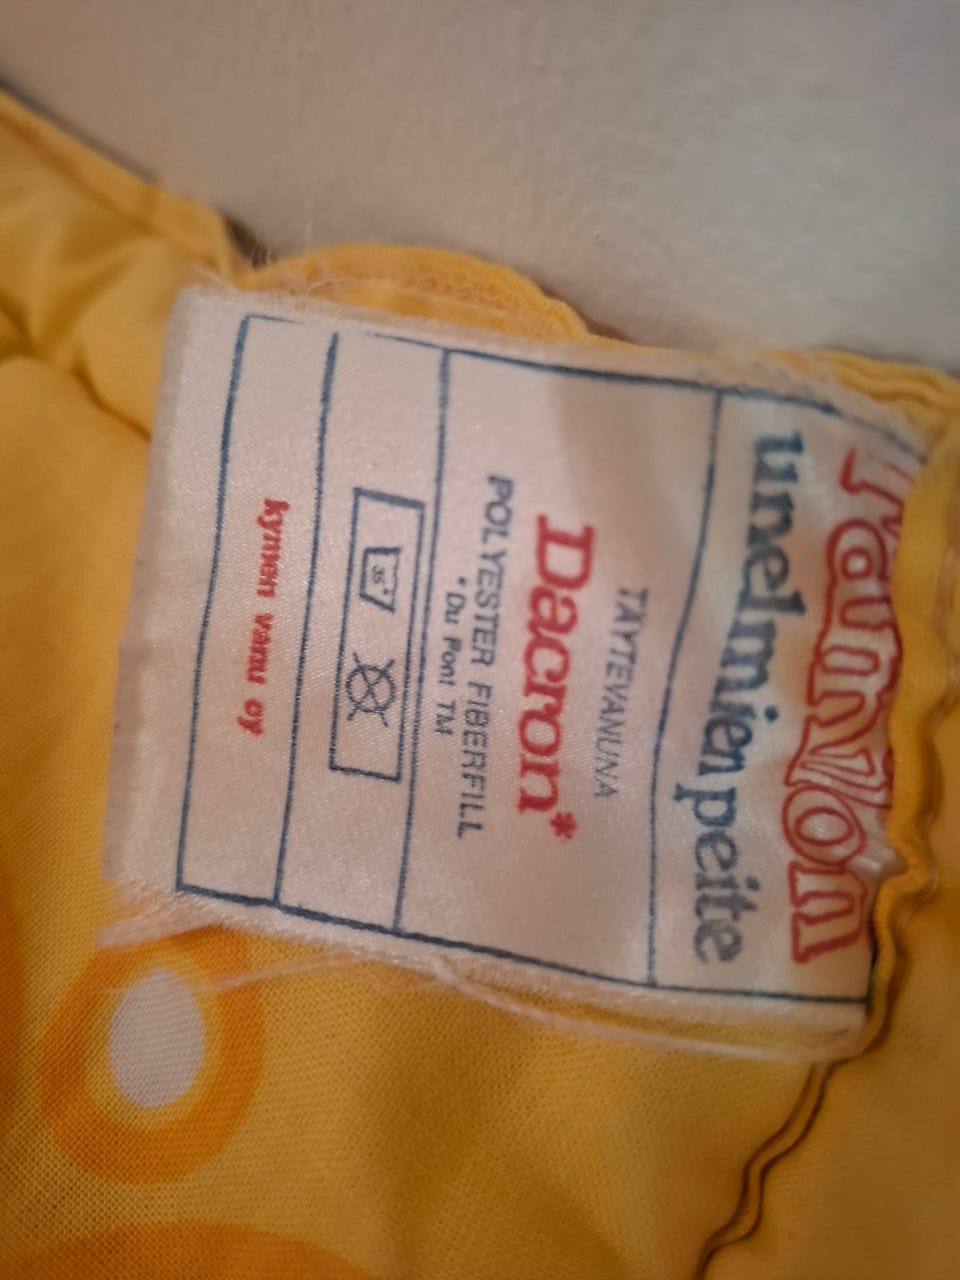 unelmien peite
TÄYTEVANUNA
Dacron*
POLYESTER FIBERFILL
*Du Pont TM
kymen vanu oy